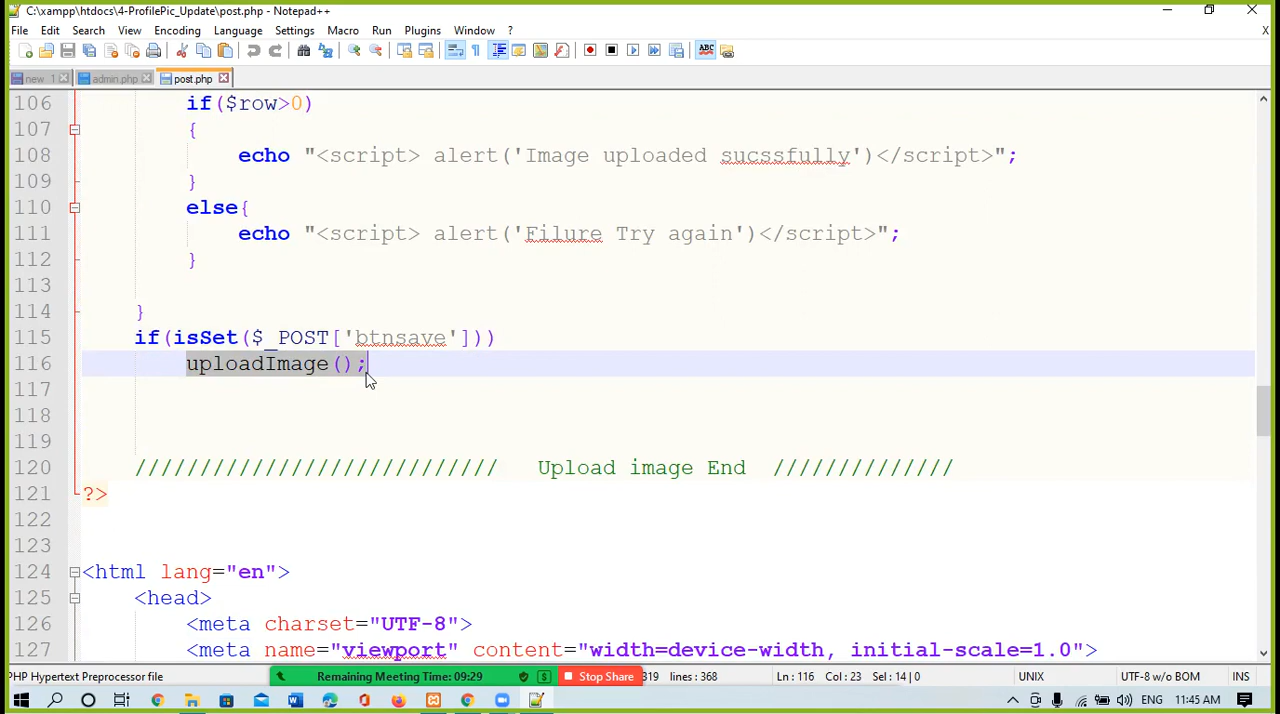 C:\xampp\htdocs\4-ProfilePic_Update\post.php - Notepad++
File Edit Search View Encoding Language Settings Macro Run Plugins Window ?
new 1 admin.php post.php
106 if($row>0)
107 {
108 echo "<script> alert('Image uploaded sucssfully')</script>";
109 }
110 else{
111 echo "<script> alert('Filure Try again')</script>";
112 }
113
114 }
115 if(isSet($_POST['btnsave']))
116 uploadImage();
117
118
119
120 //////////////////////////// Upload image End //////////////
121 ?>
122
123
124 <html lang="en">
125 <head>
126 <meta charset="UTF-8">
127 <meta name="viewport" content="width=device-width, initial-scale=1.0">
PHP Hypertext Preprocessor file Remaining Meeting Time: 09:29 Stop Share 319 lines : 368 Ln : 116 Col : 23 Sel : 14 | 0 UNIX UTF-8 w/o BOM INS
ENG 11:45 AM